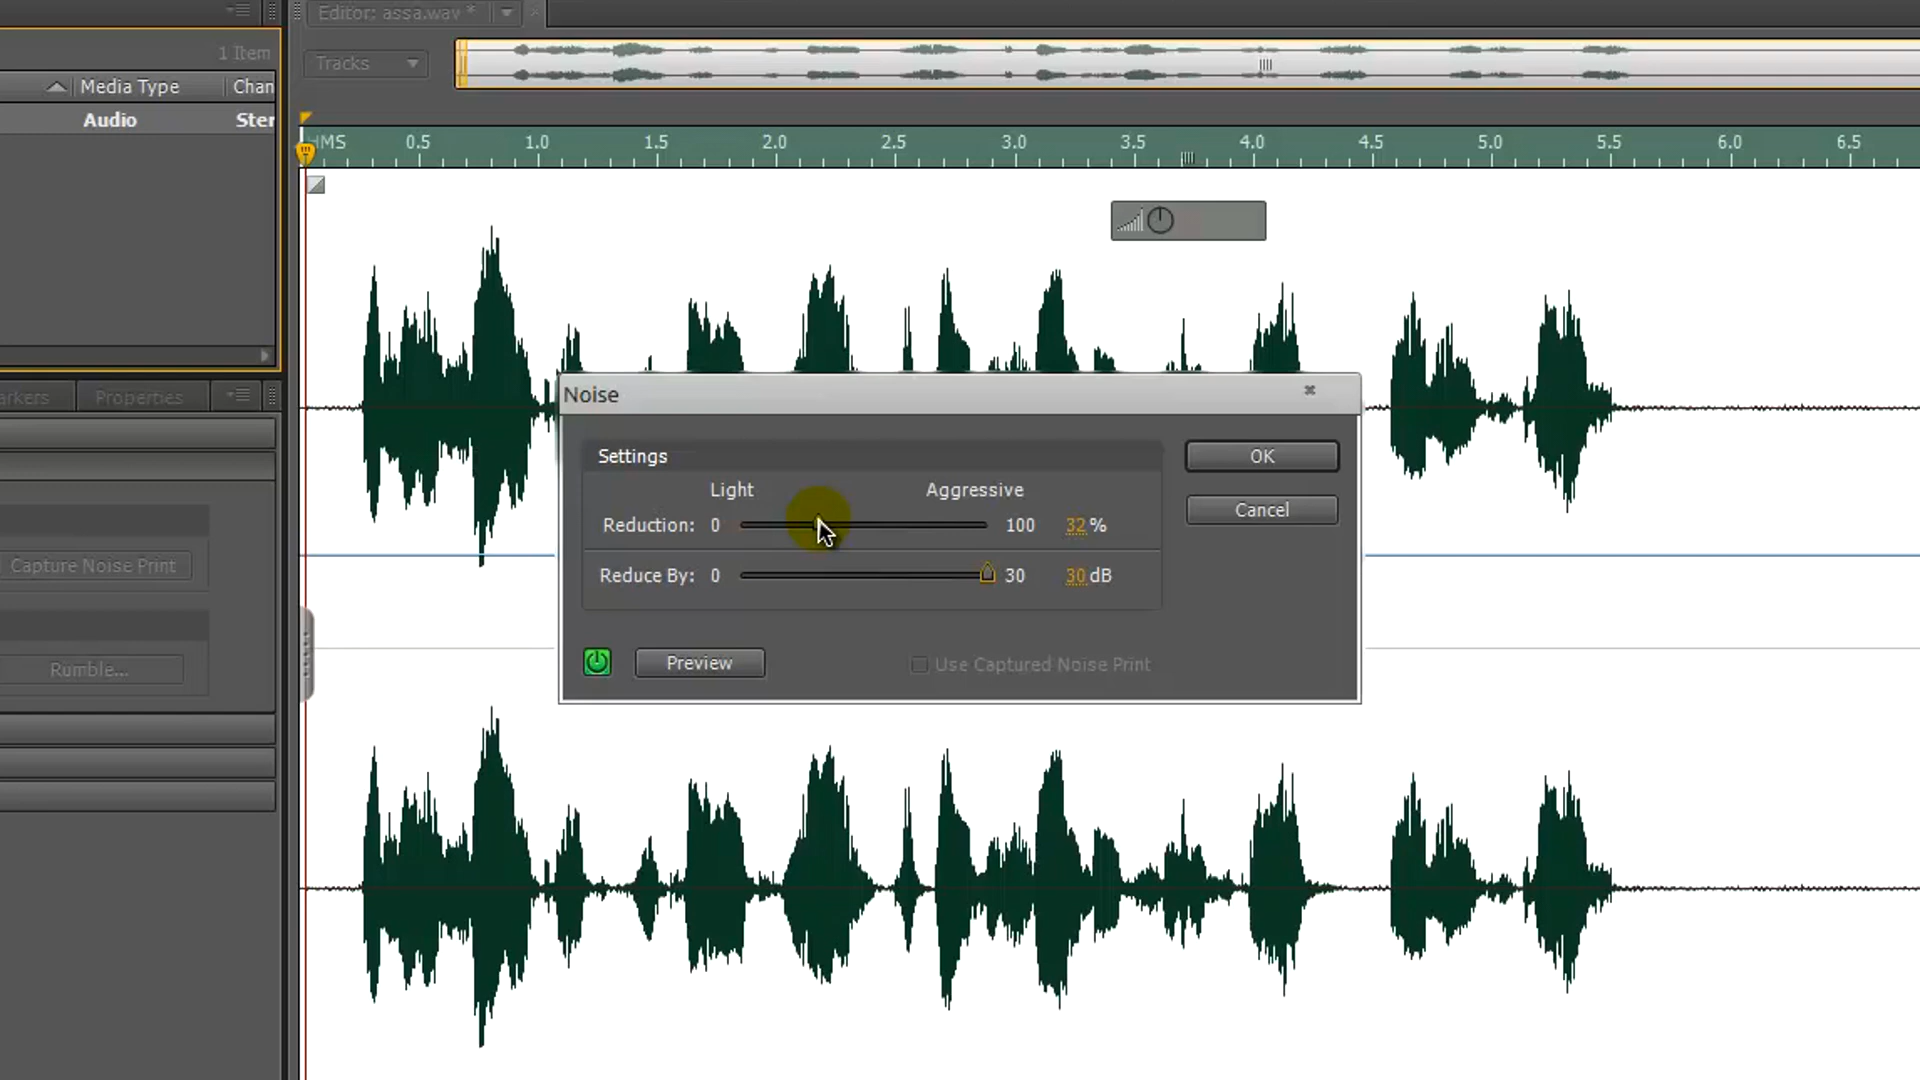 Editor: assa.wav *
1 Item
Tracks
Media Type
Chan
Audio
Ster
HMS 0.5 1.0 1.5 2.0 2.5 3.0 3.5 4.0 4.5 5.0 5.5 6.0 6.5
arkers
Properties
Noise
Settings
OK
Light
Aggressive
Reduction: 0 100 32 %
Cancel
Reduce By: 0 30 30 dB
Capture Noise Print
Preview
Use Captured Noise Print
Rumble...